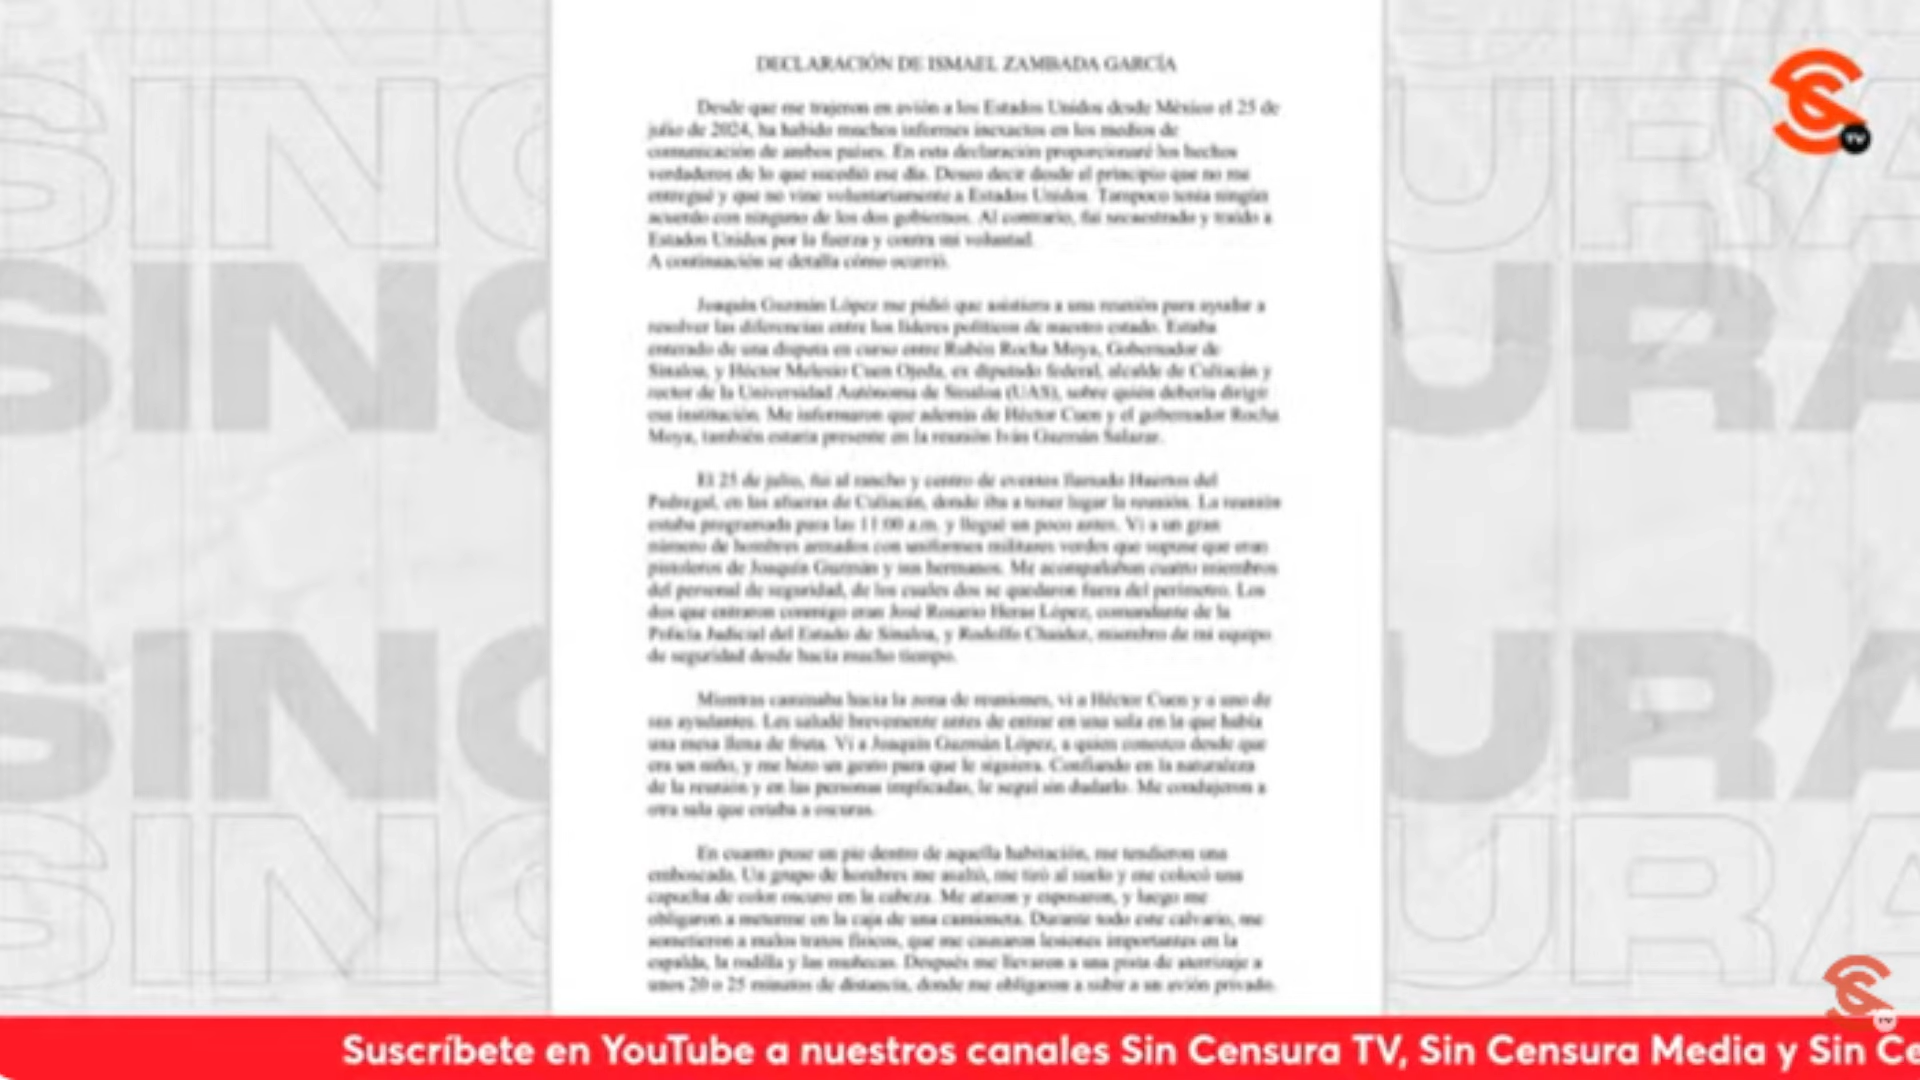 SINC
URA
SINC
URA
DECLARACIÓN DE ISMAEL ZAMBADA GARCÍA
Desde que me trajeron en avión a los Estados Unidos desde México el 25 de
julio de 2024, ha habido muchos informes inexactos en los medios de
comunicación de ambos países. En esta declaración proporcionaré los hechos
verdaderos de lo que sucedió ese día. Deseo decir desde el principio que no me
entregué y que no vine voluntariamente a Estados Unidos. Tampoco tenía ningún
acuerdo con ninguno de los dos gobiernos. Al contrario, fui secuestrado y traído a
Estados Unidos por la fuerza y contra mi voluntad.
A continuación se detalla cómo ocurrió.
Joaquín Guzmán López me pidió que asistiera a una reunión para ayudar a
resolver las diferencias entre los líderes políticos de nuestro estado. Estaba
enterado de una disputa en curso entre Rubén Rocha Moya, Gobernador de
Sinaloa, y Héctor Melesio Cuen Ojeda, ex diputado federal, alcalde de Culiacán y
rector de la Universidad Autónoma de Sinaloa (UAS), sobre quién debería dirigir
esa institución. Me informaron que además de Héctor Cuen y el gobernador Rocha
Moya, también estaría presente en la reunión Iván Guzmán Salazar.
El 25 de julio, fui al rancho y centro de eventos llamado Huertos del
Pedregal, en las afueras de Culiacán, donde iba a tener lugar la reunión. La reunión
estaba programada para las 11:00 a.m. y llegué un poco antes. Vi a un gran
número de hombres armados con uniformes militares verdes que supuse que eran
pistoleros de Joaquín Guzmán y sus hermanos. Me acompañaban cuatro miembros
del personal de seguridad, de los cuales dos se quedaron fuera del perímetro. Los
dos que entraron conmigo eran José Rosario Heras López, comandante de la
Policía Judicial del Estado de Sinaloa, y Rodolfo Chaidez, miembro de mi equipo
de seguridad desde hacía mucho tiempo.
Mientras caminaba hacia la zona de reuniones, vi a Héctor Cuen y a uno de
sus ayudantes. Les saludé brevemente antes de entrar en una sala en la que había
una mesa llena de fruta. Vi a Joaquín Guzmán López, a quien conozco desde que
era un niño, y me hizo un gesto para que le siguiera. Confiando en la naturaleza
de la reunión y en las personas implicadas, le seguí sin dudarlo. Me condujeron a
otra sala que estaba a oscuras.
En cuanto puse un pie dentro de aquella habitación, me tendieron una
emboscada. Un grupo de hombres me asaltó, me tiró al suelo y me colocó una
capucha de color oscuro en la cabeza. Me ataron y esposaron, y luego me
obligaron a meterme en la caja de una camioneta. Durante todo este calvario, me
sometieron a malos tratos físicos, que me causaron lesiones importantes en la
espalda, la rodilla y las muñecas. Después me llevaron a una pista de aterrizaje a
unos 20 o 25 minutos de distancia, donde me obligaron a subir a un avión privado.
SINC
URA
SINC
URA
TV
TV
Suscríbete en YouTube a nuestros canales Sin Censura TV, Sin Censura Media y Sin Ce